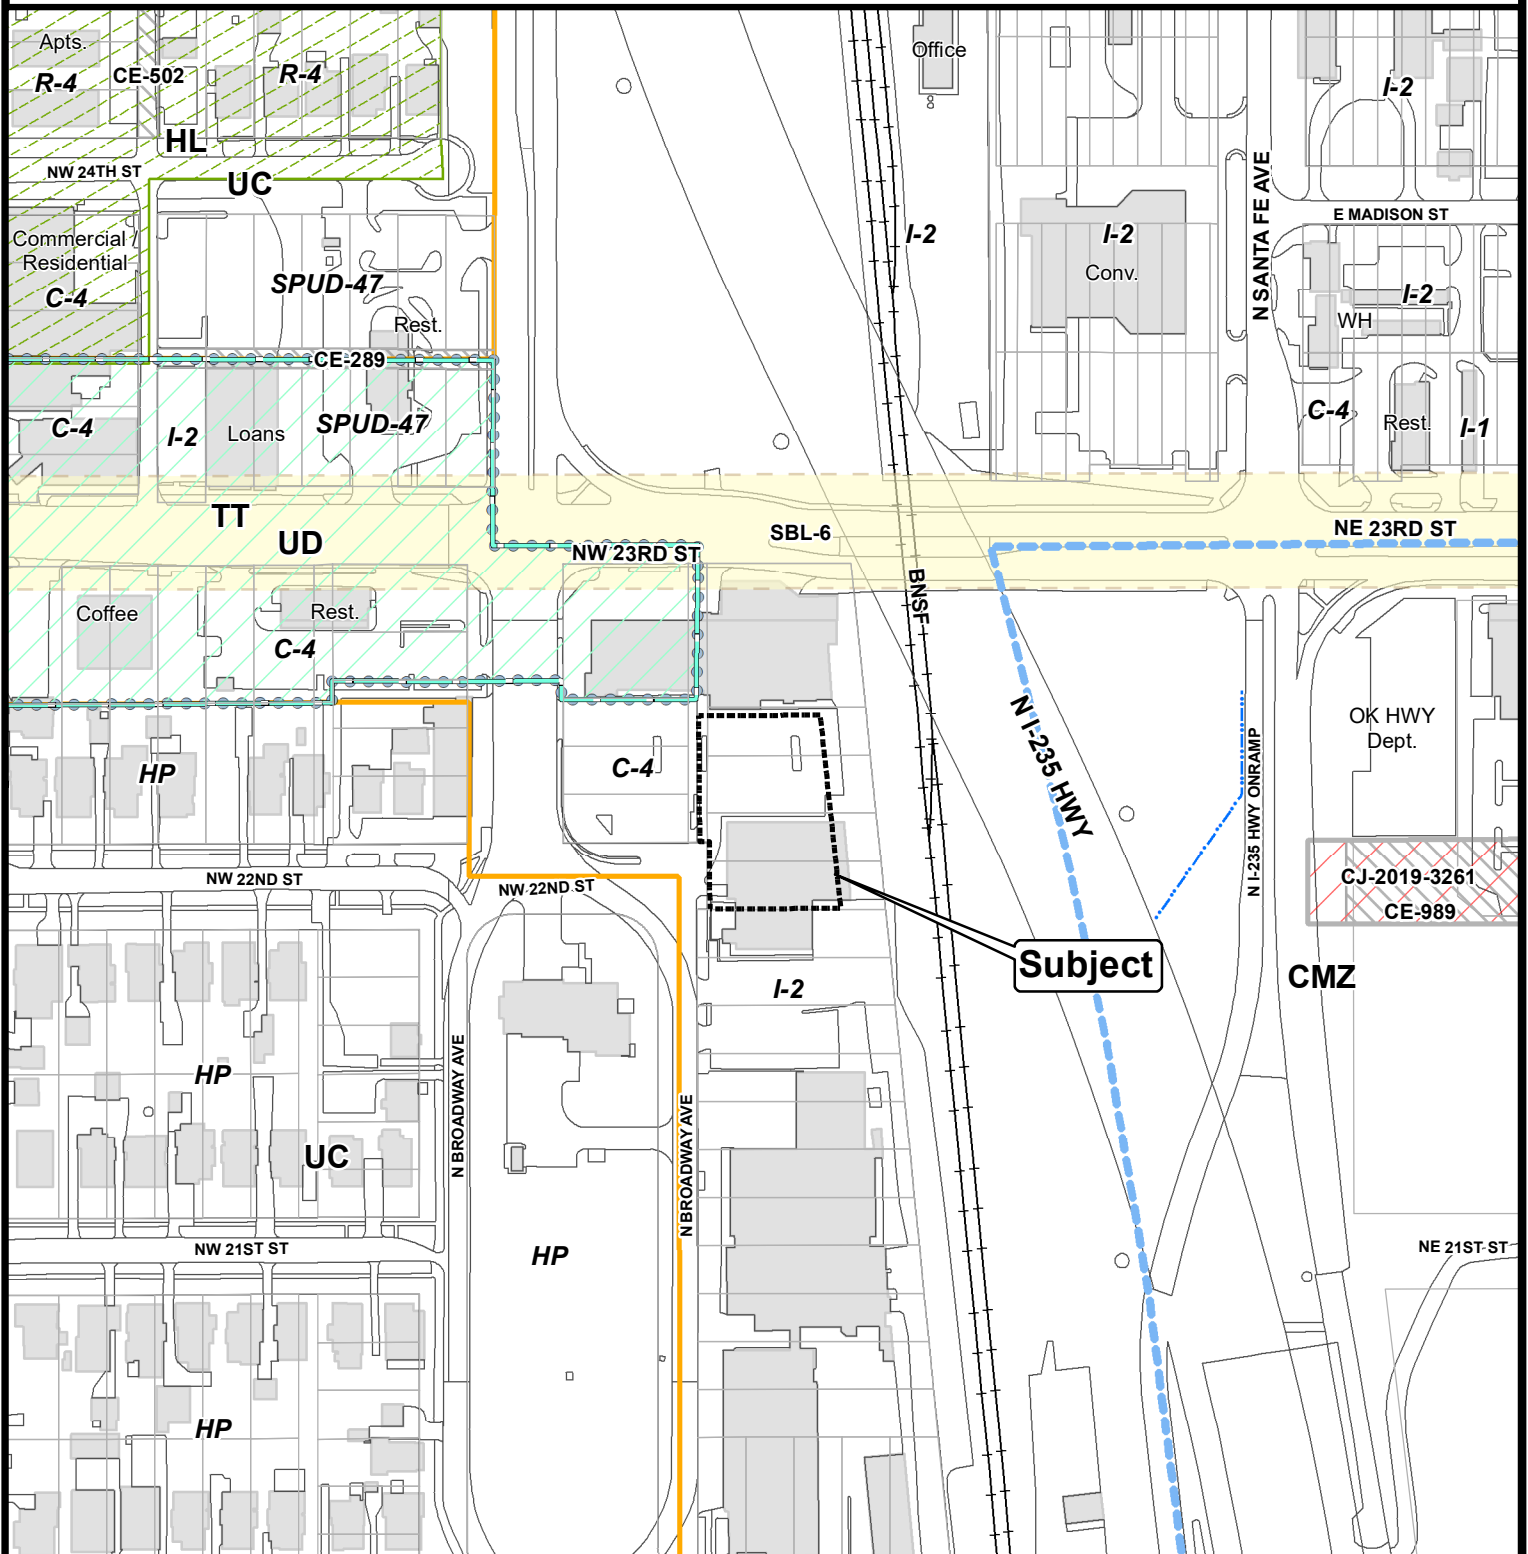 Apts.
R-4
CE-502
R-4
Office
I-2
HL
NW 24TH ST
UC
N SANTA FE AVE
E MADISON ST
Commercial /
Residential
C-4
SPUD-47
Rest.
I-2
I-2
Conv.
I-2
WH
CE-289
C-4
I-2
Loans
SPUD-47
C-4
Rest.
I-1
TT
UD
NW 23RD ST
SBL-6
NE 23RD ST
BNSF
Coffee
Rest.
C-4
HP
C-4
N I-235 HWY
N I-235 HWY ONRAMP
OK HWY
Dept.
NW 22ND ST
NW 22ND ST
CJ-2019-3261
CE-989
Subject
CMZ
I-2
HP
UC
N BROADWAY AVE
N BROADWAY AVE
NW 21ST ST
HP
NE 21ST ST
HP